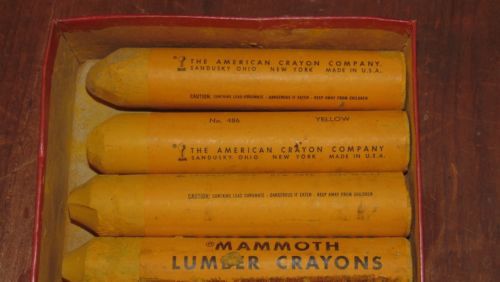 THE AMERICAN CRAYON COMPANY,
SANDUSKY, OHIO NEW YORK MADE IN U.S.A.
CAUTION: CONTAINS LEAD CHROMATE - DANGEROUS IF EATEN - KEEP AWAY FROM CHILDREN
No. 486 YELLOW
THE AMERICAN CRAYON COMPANY
SANDUSKY, OHIO NEW YORK MADE IN U.S.A.
CAUTION: CONTAINS LEAD CHROMATE - DANGEROUS IF EATEN - KEEP AWAY FROM CHILDREN
®MAMMOTH
LUMBER CRAYONS